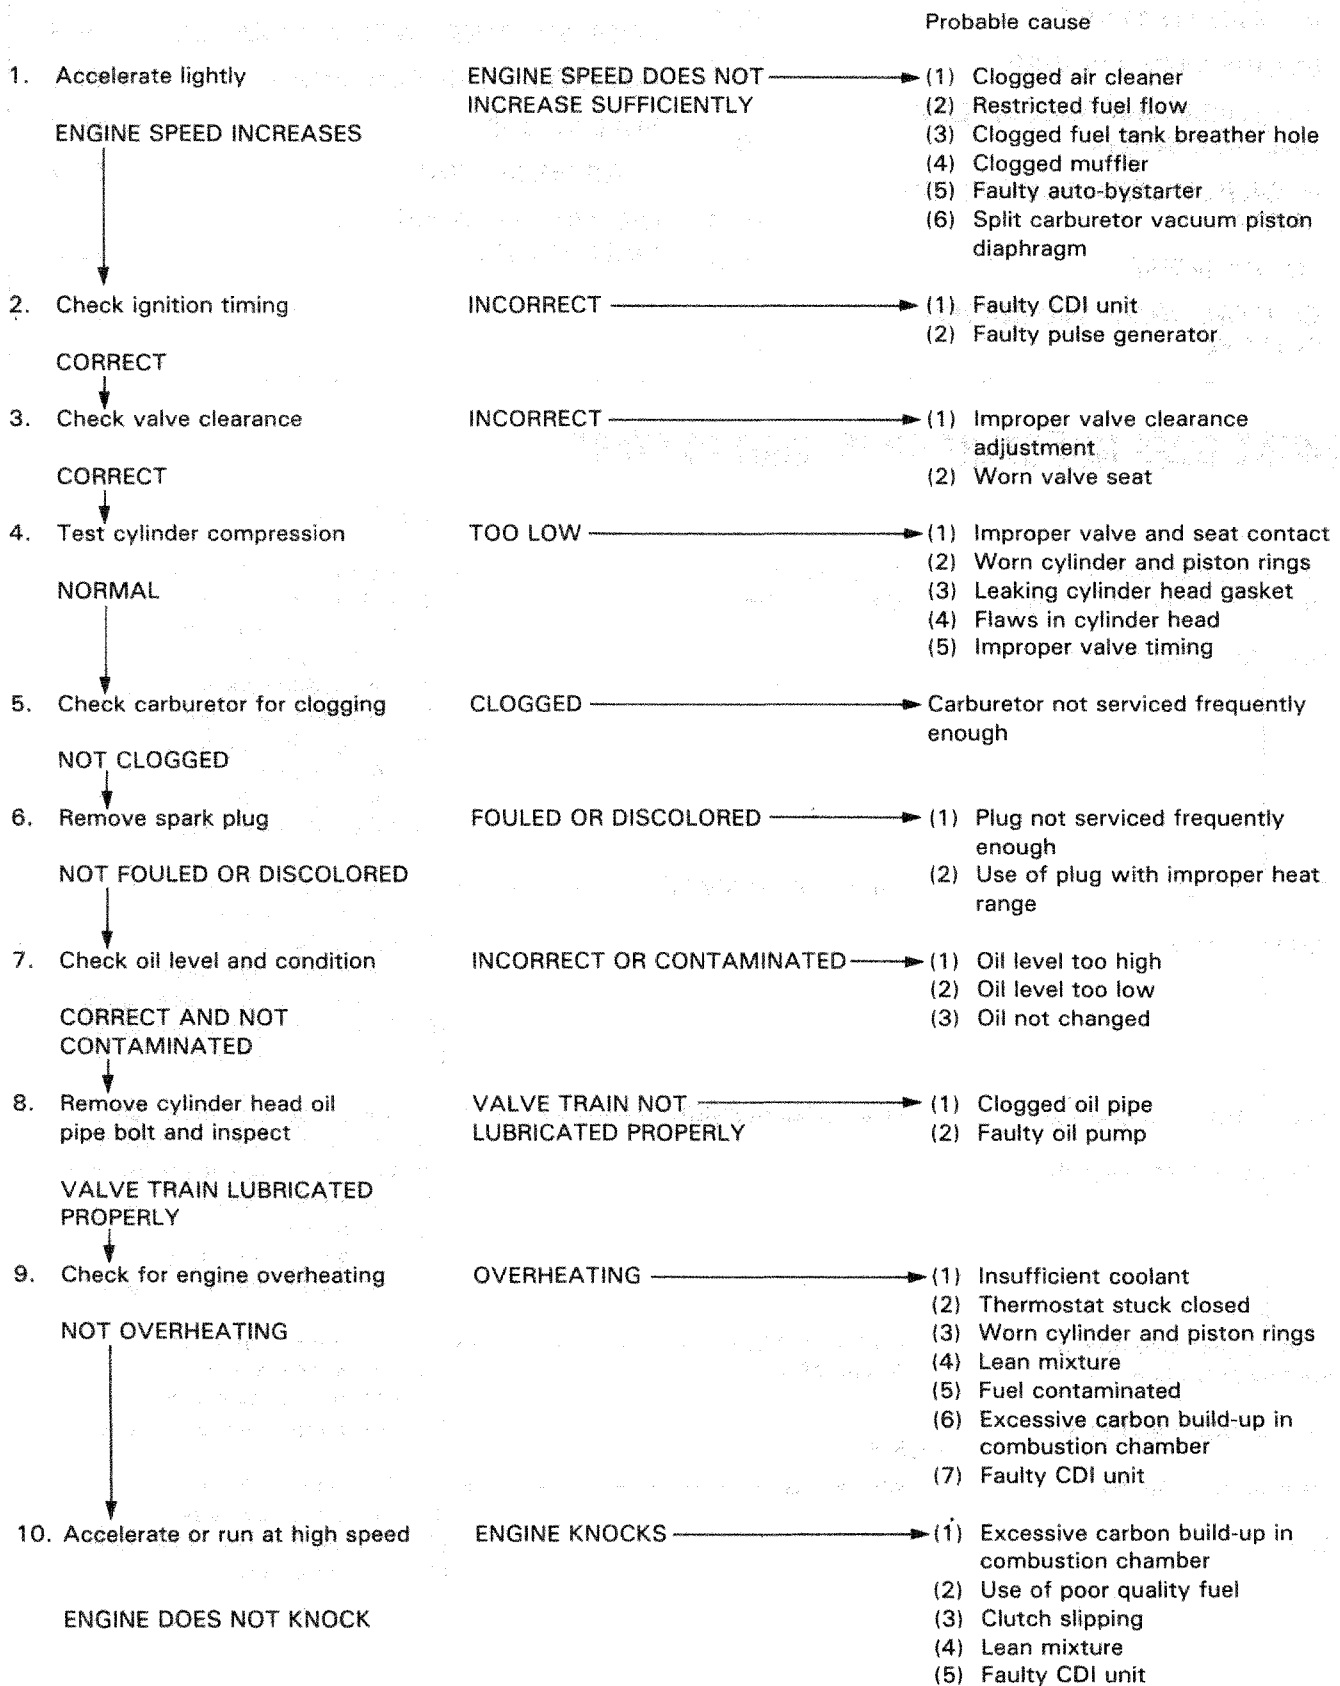 Probable cause
1. Accelerate lightly
ENGINE SPEED DOES NOT
INCREASE SUFFICIENTLY
(1) Clogged air cleaner
(2) Restricted fuel flow
(3) Clogged fuel tank breather hole
(4) Clogged muffler
(5) Faulty auto-bystarter
(6) Split carburetor vacuum piston
diaphragm
ENGINE SPEED INCREASES
2. Check ignition timing
INCORRECT
(1) Faulty CDI unit
(2) Faulty pulse generator
CORRECT
3. Check valve clearance
INCORRECT
(1) Improper valve clearance
adjustment
(2) Worn valve seat
CORRECT
4. Test cylinder compression
TOO LOW
(1) Improper valve and seat contact
(2) Worn cylinder and piston rings
(3) Leaking cylinder head gasket
(4) Flaws in cylinder head
(5) Improper valve timing
NORMAL
5. Check carburetor for clogging
CLOGGED
Carburetor not serviced frequently
enough
NOT CLOGGED
6. Remove spark plug
FOULED OR DISCOLORED
(1) Plug not serviced frequently
enough
(2) Use of plug with improper heat
range
NOT FOULED OR DISCOLORED
7. Check oil level and condition
INCORRECT OR CONTAMINATED
(1) Oil level too high
(2) Oil level too low
(3) Oil not changed
CORRECT AND NOT
CONTAMINATED
8. Remove cylinder head oil
pipe bolt and inspect
VALVE TRAIN NOT
LUBRICATED PROPERLY
(1) Clogged oil pipe
(2) Faulty oil pump
VALVE TRAIN LUBRICATED
PROPERLY
9. Check for engine overheating
OVERHEATING
(1) Insufficient coolant
(2) Thermostat stuck closed
(3) Worn cylinder and piston rings
(4) Lean mixture
(5) Fuel contaminated
(6) Excessive carbon build-up in
combustion chamber
(7) Faulty CDI unit
NOT OVERHEATING
10. Accelerate or run at high speed
ENGINE KNOCKS
(1) Excessive carbon build-up in
combustion chamber
(2) Use of poor quality fuel
(3) Clutch slipping
(4) Lean mixture
(5) Faulty CDI unit
ENGINE DOES NOT KNOCK